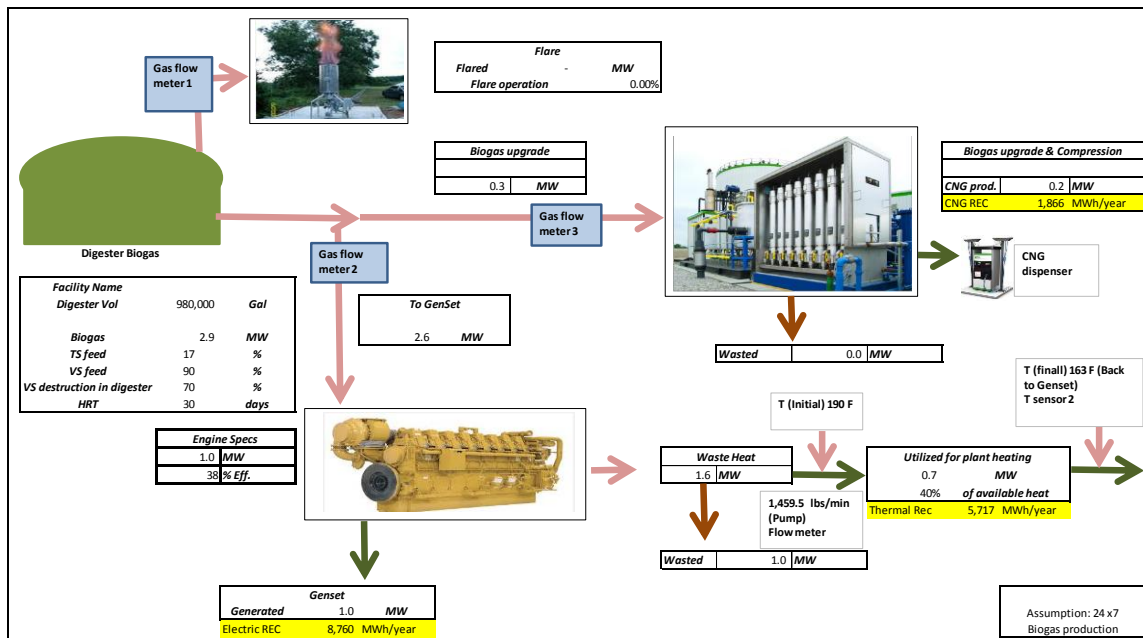 Gas flow
meter 1
Flare
Flared - MW
Flare operation 0.00%
Biogas upgrade
0.3 MW
Biogas upgrade & Compression
CNG prod. 0.2 MW
CNG REC 1,866 MWh/year
Gas flow
meter 3
Digester Biogas
Gas flow
meter 2
CNG
dispenser
Facility Name
Digester Vol 980,000 Gal
Biogas 2.9 MW
TS feed 17 %
VS feed 90 %
VS destruction in digester 70 %
HRT 30 days
To GenSet
2.6 MW
Wasted 0.0 MW
T (Initial) 190 F
T (finall) 163 F (Back
to Genset)
T sensor 2
Engine Specs
1.0 MW
38 % Eff.
Waste Heat
1.6 MW
Utilized for plant heating
0.7 MW
40% of available heat
Thermal Rec 5,717 MWh/year
1,459.5 lbs/min
(Pump)
Flow meter
Wasted 1.0 MW
Genset
Generated 1.0 MW
Electric REC 8,760 MWh/year
Assumption: 24 x7
Biogas production